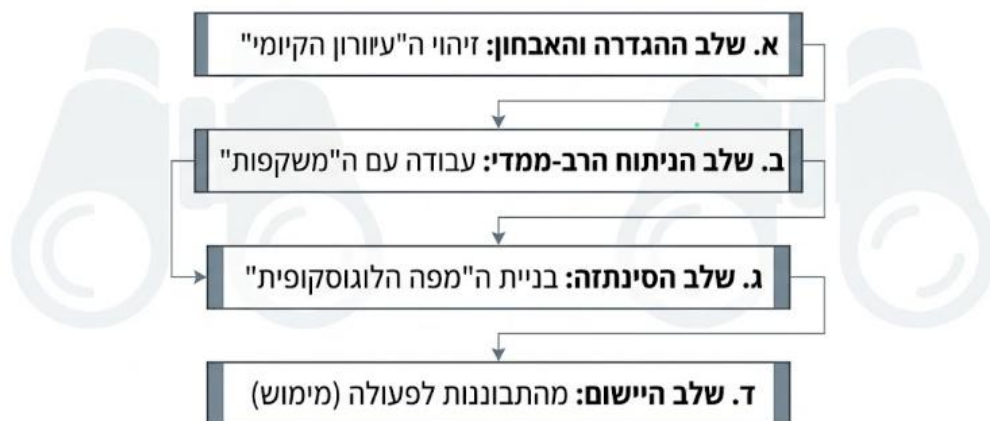 א. שלב ההגדרה והאבחון: זיהוי ה"עיוורון הקיומי"
ב. שלב הניתוח הרב-ממדי: עבודה עם ה"משקפות"
ג. שלב הסינתזה: בניית ה"מפה הלוגוסקופית"
ד. שלב היישום: מהתבוננות לפעולה (מימוש)